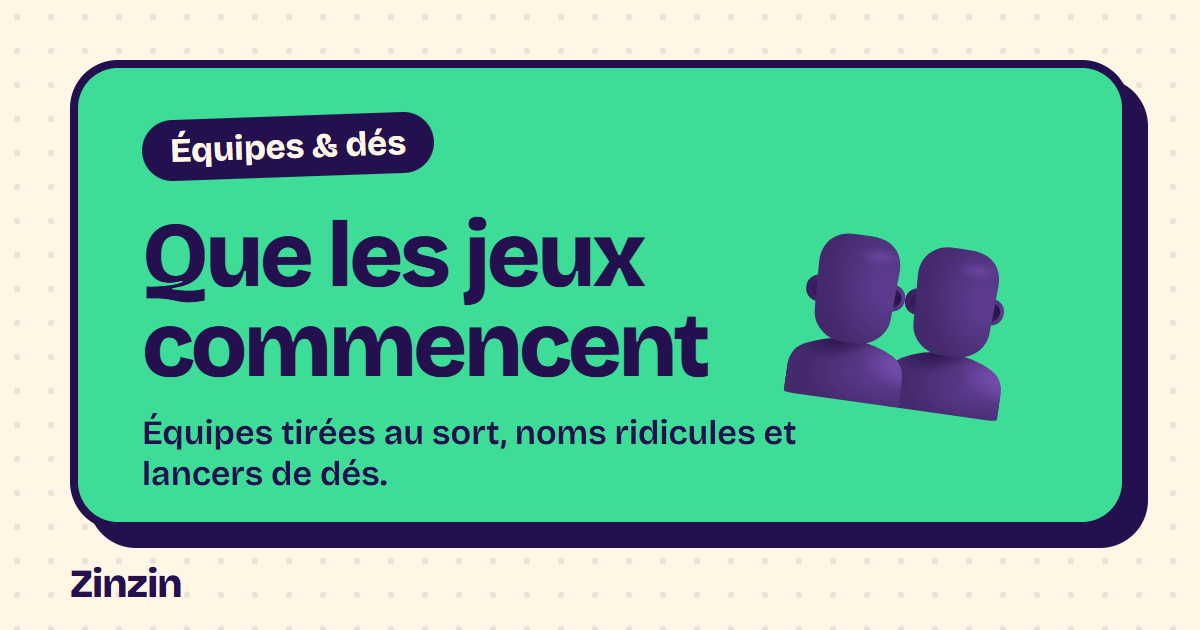 Équipes & dés
Que les jeux
commencent
Équipes tirées au sort, noms ridicules et
lancers de dés.
Zinzin